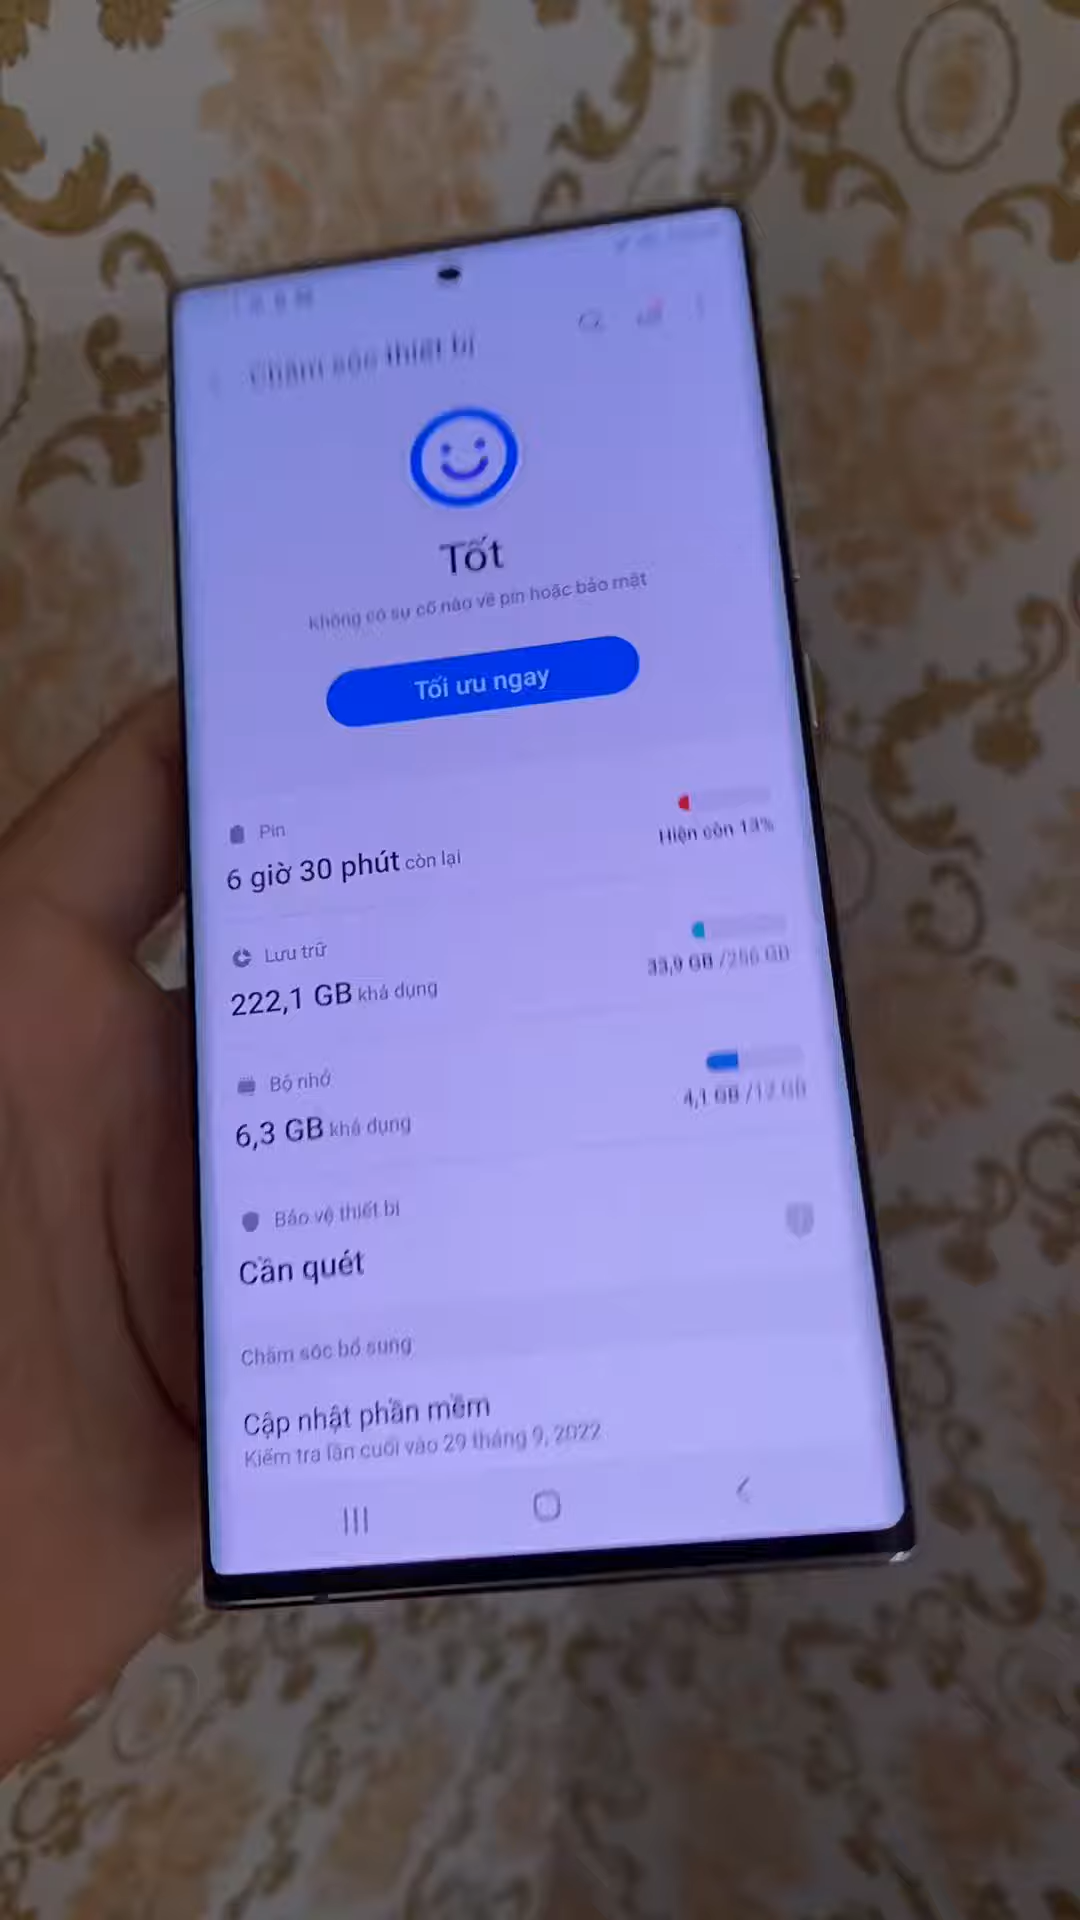 Chăm sóc thiết bị
Tốt
Không có sự cố nào về pin hoặc bảo mật
Tối ưu ngay
Pin
6 giờ 30 phút còn lại
Hiện còn 13%
Lưu trữ
222,1 GB khả dụng
33,9 GB /256 GB
Bộ nhớ
6,3 GB khả dụng
4,1 GB /12 GB
Bảo vệ thiết bị
Cần quét
Chăm sóc bổ sung
Cập nhật phần mềm
Kiểm tra lần cuối vào 29 tháng 9, 2022